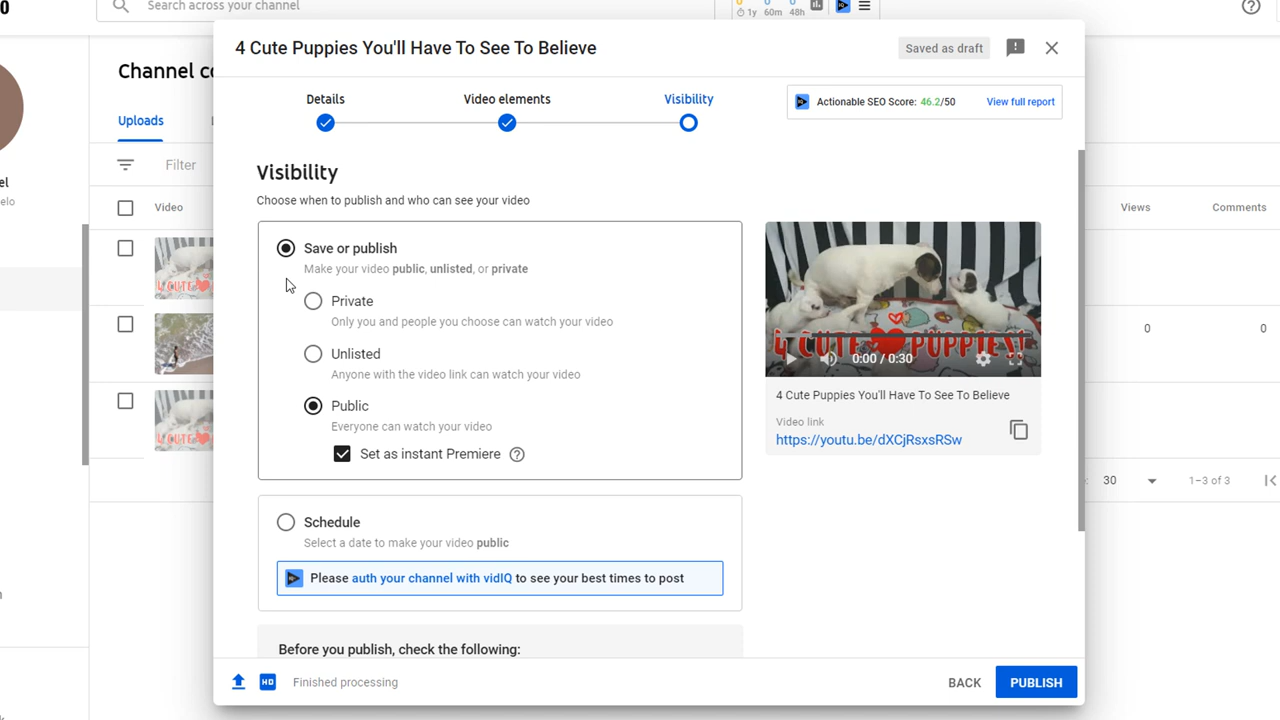 Search across your channel
1y 60m 48h
4 Cute Puppies You'll Have To See To Believe
Saved as draft
Channel co
Details
Video elements
Visibility
Actionable SEO Score: 46.2/50
View full report
Uploads
Filter
Video
Views
Comments
Visibility
Choose when to publish and who can see your video
Save or publish
Make your video public, unlisted, or private
Private
Only you and people you choose can watch your video
Unlisted
Anyone with the video link can watch your video
Public
Everyone can watch your video
Set as instant Premiere
4 CUTE PUPPIES!
0:00 / 0:30
4 Cute Puppies You'll Have To See To Believe
Video link
https://youtu.be/dXCjRsxsRSw
0
0
30
1–3 of 3
Schedule
Select a date to make your video public
Please auth your channel with vidIQ to see your best times to post
Before you publish, check the following:
HD
Finished processing
BACK
PUBLISH